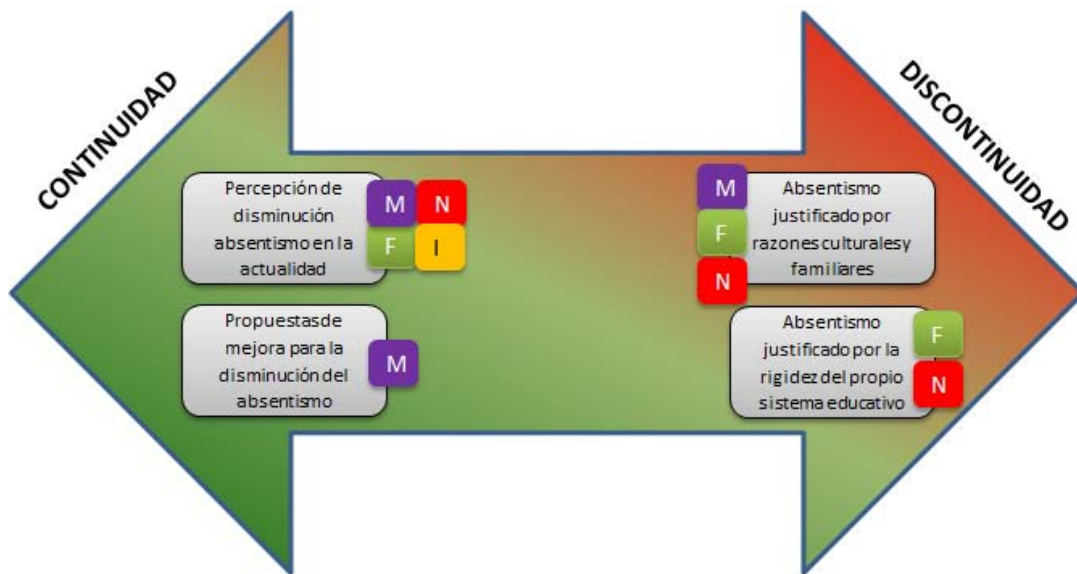 CONTINUIDAD
DISCONTINUIDAD
Percepción de
disminución
absentismo en la
actualidad
M N
F I
Propuestas de
mejora para la
disminución del
absentismo
M
M
F
N
Absentismo
justificado por
razones culturales y
familiares
Absentismo
justificado por la
rigidez del propio
sistema educativo
F
N